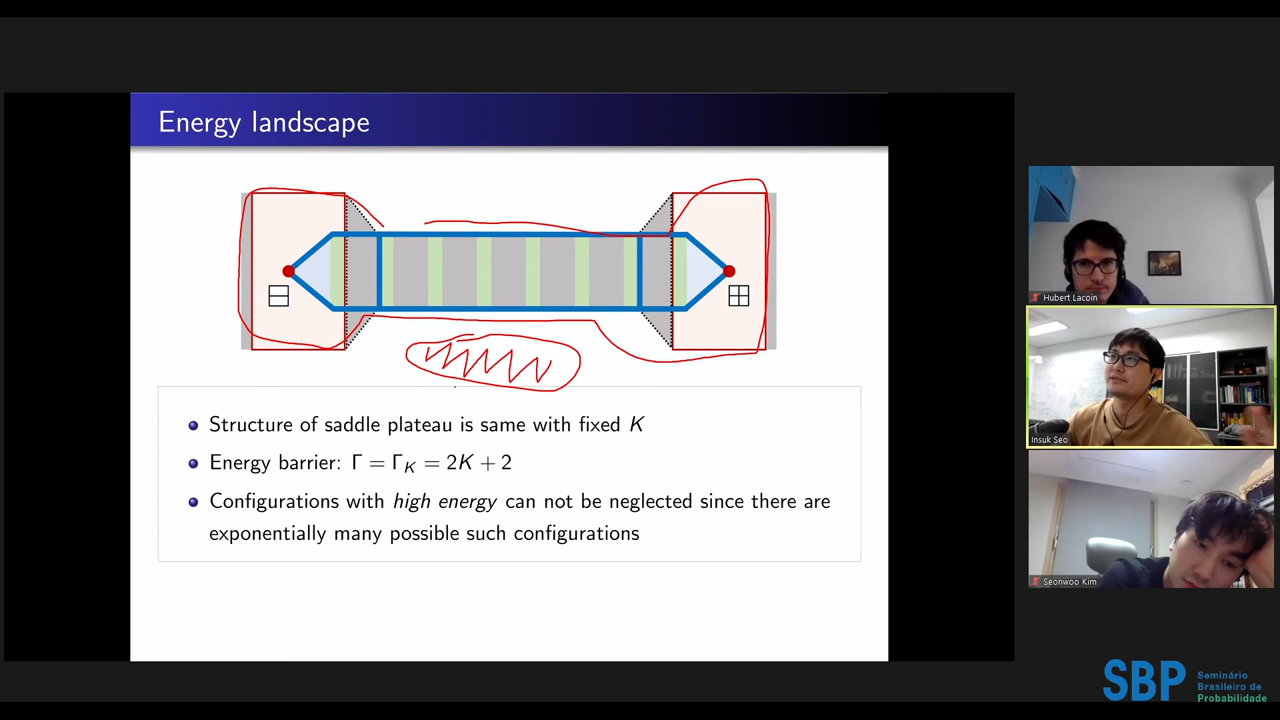 Energy landscape
Structure of saddle plateau is same with fixed K
Energy barrier: Γ = Γ_K = 2K + 2
Configurations with high energy can not be neglected since there are
exponentially many possible such configurations
Hubert Lacoin
Insuk Seo
Seonwoo Kim
SBP
Seminário
Brasileiro de
Probabilidade